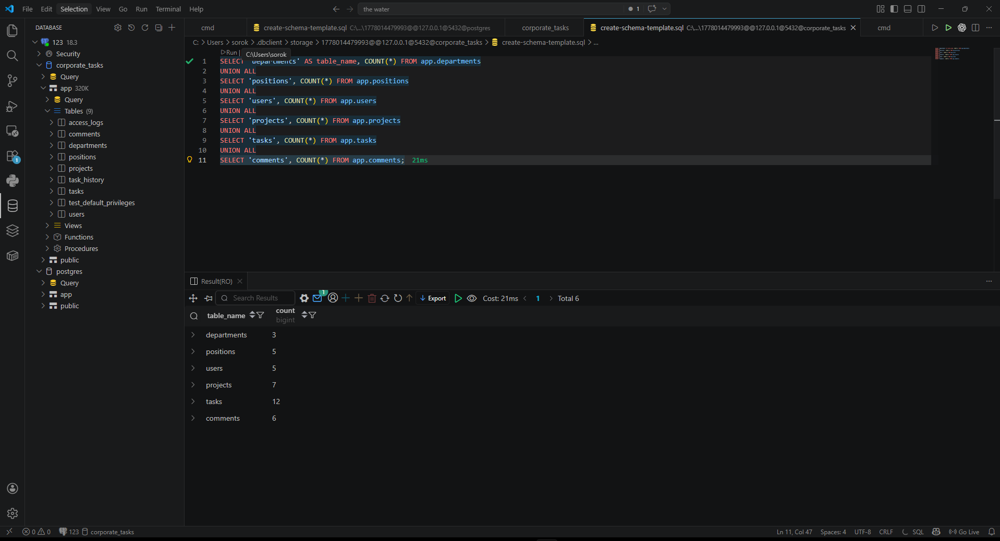 File Edit Selection View Go Run Terminal Help
the water
1
DATABASE
cmd
create-schema-template.sql C:\...\1778014479993@@127.0.0.1@5432@postgres
corporate_tasks
create-schema-template.sql C:\...\1778014479993@@127.0.0.1@5432@corporate_tasks
cmd
C: > Users > sorok > .dbclient > storage > 1778014479993@@127.0.0.1@5432@corporate_tasks > create-schema-template.sql > ...
123 18.3
Security
corporate_tasks
Query
app 320K
Query
Tables (9)
access_logs
comments
departments
positions
projects
task_history
tasks
test_default_privileges
users
Views
Functions
Procedures
public
postgres
Query
app
public
1
Run |
C:\Users\sorok
1 SELECT 'departments' AS table_name, COUNT(*) FROM app.departments
2 UNION ALL
3 SELECT 'positions', COUNT(*) FROM app.positions
4 UNION ALL
5 SELECT 'users', COUNT(*) FROM app.users
6 UNION ALL
7 SELECT 'projects', COUNT(*) FROM app.projects
8 UNION ALL
9 SELECT 'tasks', COUNT(*) FROM app.tasks
10 UNION ALL
11 SELECT 'comments', COUNT(*) FROM app.comments; 21ms
Result(RO)
Search Results
1
Export
Cost: 21ms
1
Total 6
table_name
count
bigint
departments 3
positions 5
users 5
projects 7
tasks 12
comments 6
0 0 123 corporate_tasks
Ln 11, Col 47 Spaces: 4 UTF-8 CRLF SQL Go Live